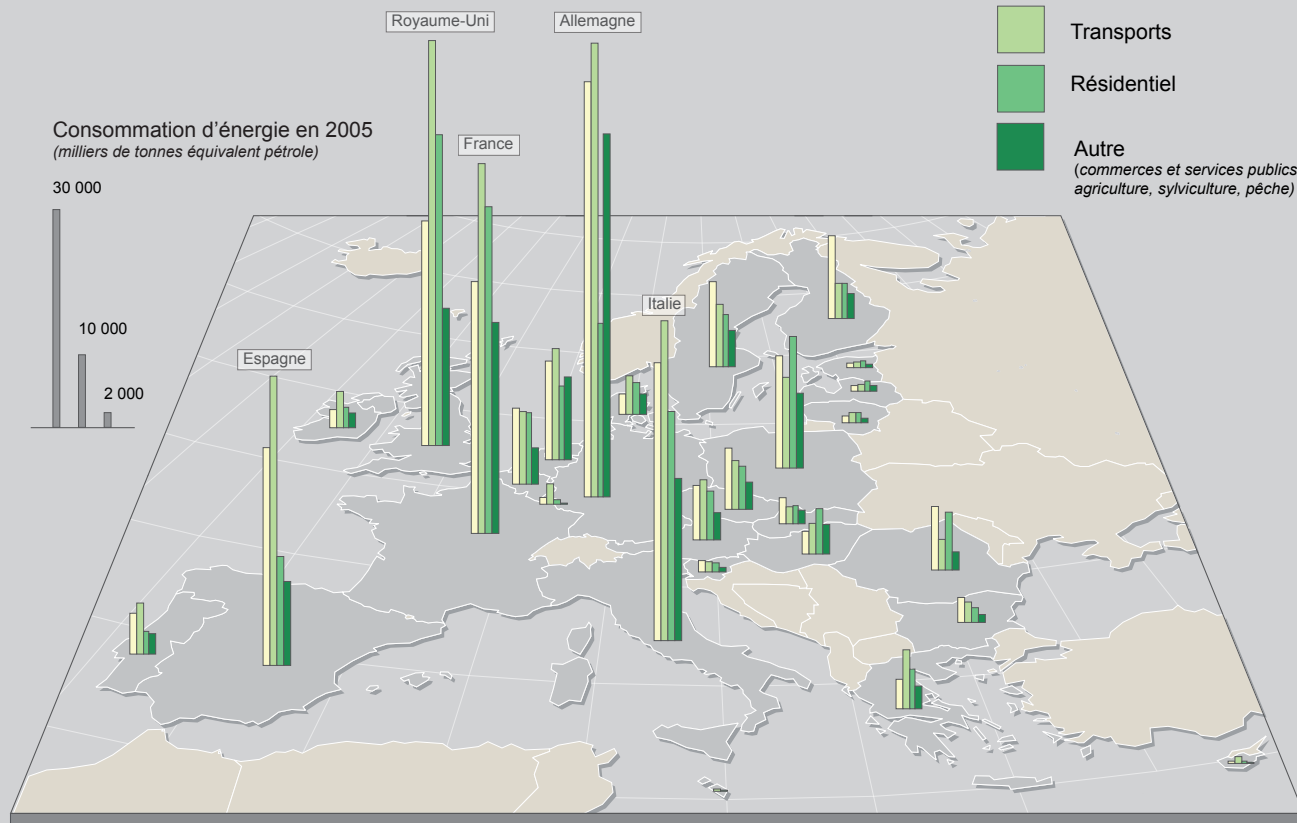 Royaume-Uni
Allemagne
Transports
Résidentiel
Autre
(commerces et services publics
agriculture, sylviculture, pêche)
Consommation d’énergie en 2005
(milliers de tonnes équivalent pétrole)
30 000
10 000
2 000
France
Italie
Espagne